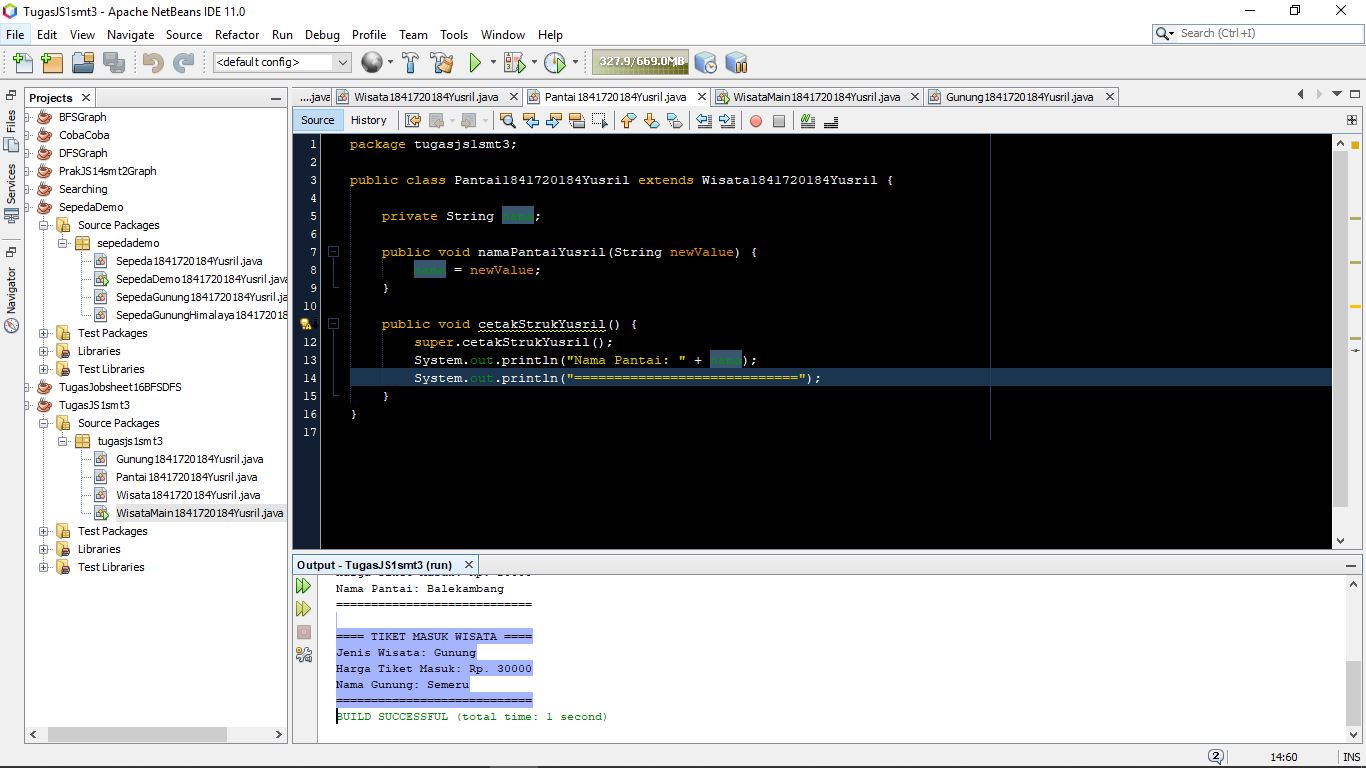 TugasJS1smt3 - Apache NetBeans IDE 11.0
File Edit View Navigate Source Refactor Run Debug Profile Team Tools Window Help
Search (Ctrl+I)
<default config>
327.9/669.0MB
Files
Services
Navigator
Projects
BFSGraph
CobaCoba
DFSGraph
PrakJS14smt2Graph
Searching
SepedaDemo
Source Packages
sepedademo
Sepeda1841720184Yusril.java
SepedaDemo1841720184Yusril.java
SepedaGunung1841720184Yusril.ja
SepedaGunungHimalaya18417201
Test Packages
Libraries
Test Libraries
TugasJobsheet16BFSDFS
TugasJS1smt3
Source Packages
tugasjs1smt3
Gunung1841720184Yusril.java
Pantai1841720184Yusril.java
Wisata1841720184Yusril.java
WisataMain1841720184Yusril.java
Test Packages
Libraries
Test Libraries
....java Wisata1841720184Yusril.java Pantai1841720184Yusril.java WisataMain1841720184Yusril.java Gunung1841720184Yusril.java
Source History
1 package tugasjs1smt3;
2
3 public class Pantai1841720184Yusril extends Wisata1841720184Yusril {
4
5 private String nama;
6
7 public void namaPantaiYusril(String newValue) {
8 nama = newValue;
9 }
10
public void cetakStrukYusril() {
12 super.cetakStrukYusril();
13 System.out.println("Nama Pantai: " + nama);
14 System.out.println("============================");
15 }
16 }
17
Output - TugasJS1smt3 (run)
Nama Pantai: Balekambang
============================
==== TIKET MASUK WISATA ====
Jenis Wisata: Gunung
Harga Tiket Masuk: Rp. 30000
Nama Gunung: Semeru
============================
BUILD SUCCESSFUL (total time: 1 second)
2
14:60
INS